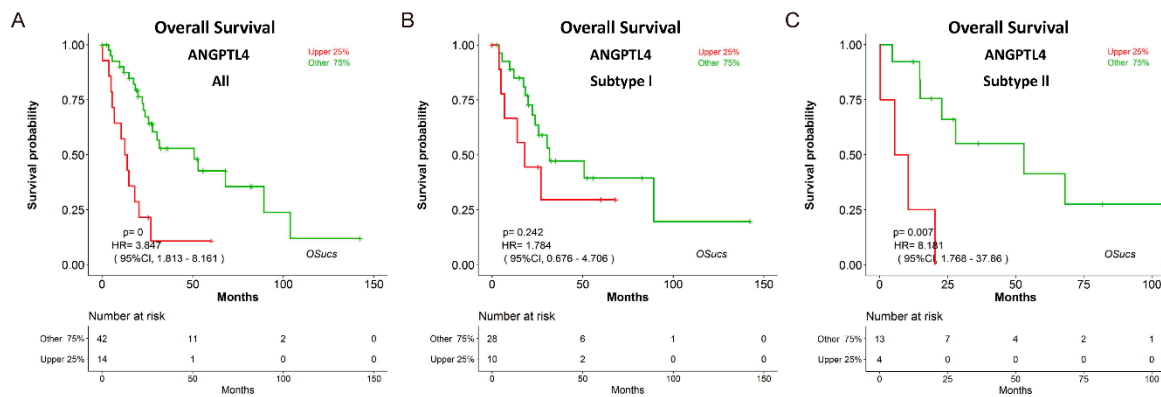 A
Overall Survival
ANGPTL4
All
Upper 25%
Other 75%
Survival probability
1.00
0.75
0.50
0.25
0.00
p= 0
HR= 3.847
( 95%CI, 1.813 - 8.161 )
OSucs
0 50 100 150
Months
Number at risk
Other 75% 42 11 2 0
Upper 25% 14 1 0 0
0 50 100 150
Months
B
Overall Survival
ANGPTL4
Subtype I
Upper 25%
Other 75%
Survival probability
1.00
0.75
0.50
0.25
0.00
p= 0.242
HR= 1.784
( 95%CI, 0.676 - 4.706 )
OSucs
0 50 100 150
Months
Number at risk
Other 75% 28 6 1 0
Upper 25% 10 2 0 0
0 50 100 150
Months
C
Overall Survival
ANGPTL4
Subtype II
Upper 25%
Other 75%
Survival probability
1.00
0.75
0.50
0.25
0.00
p= 0.007
HR= 8.181
( 95%CI, 1.768 - 37.86 )
OSucs
0 25 50 75 100
Months
Number at risk
Other 75% 13 7 4 2 1
Upper 25% 4 0 0 0 0
0 25 50 75 100
Months